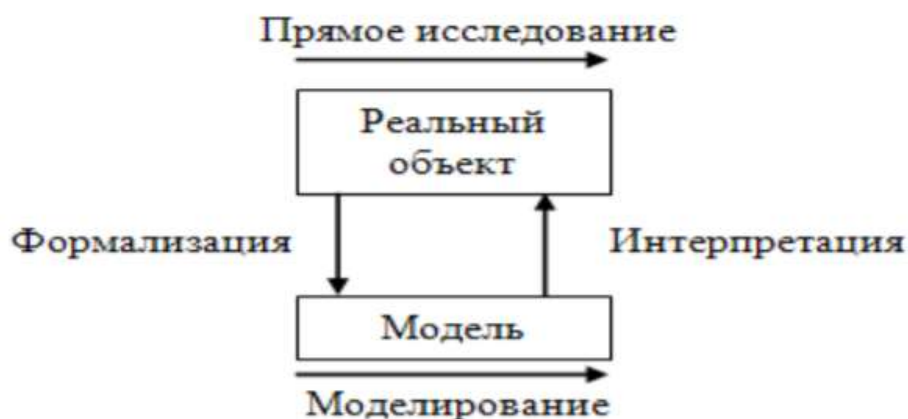 Прямое исследование
Реальный
объект
Формализация
Интерпретация
Модель
Моделирование